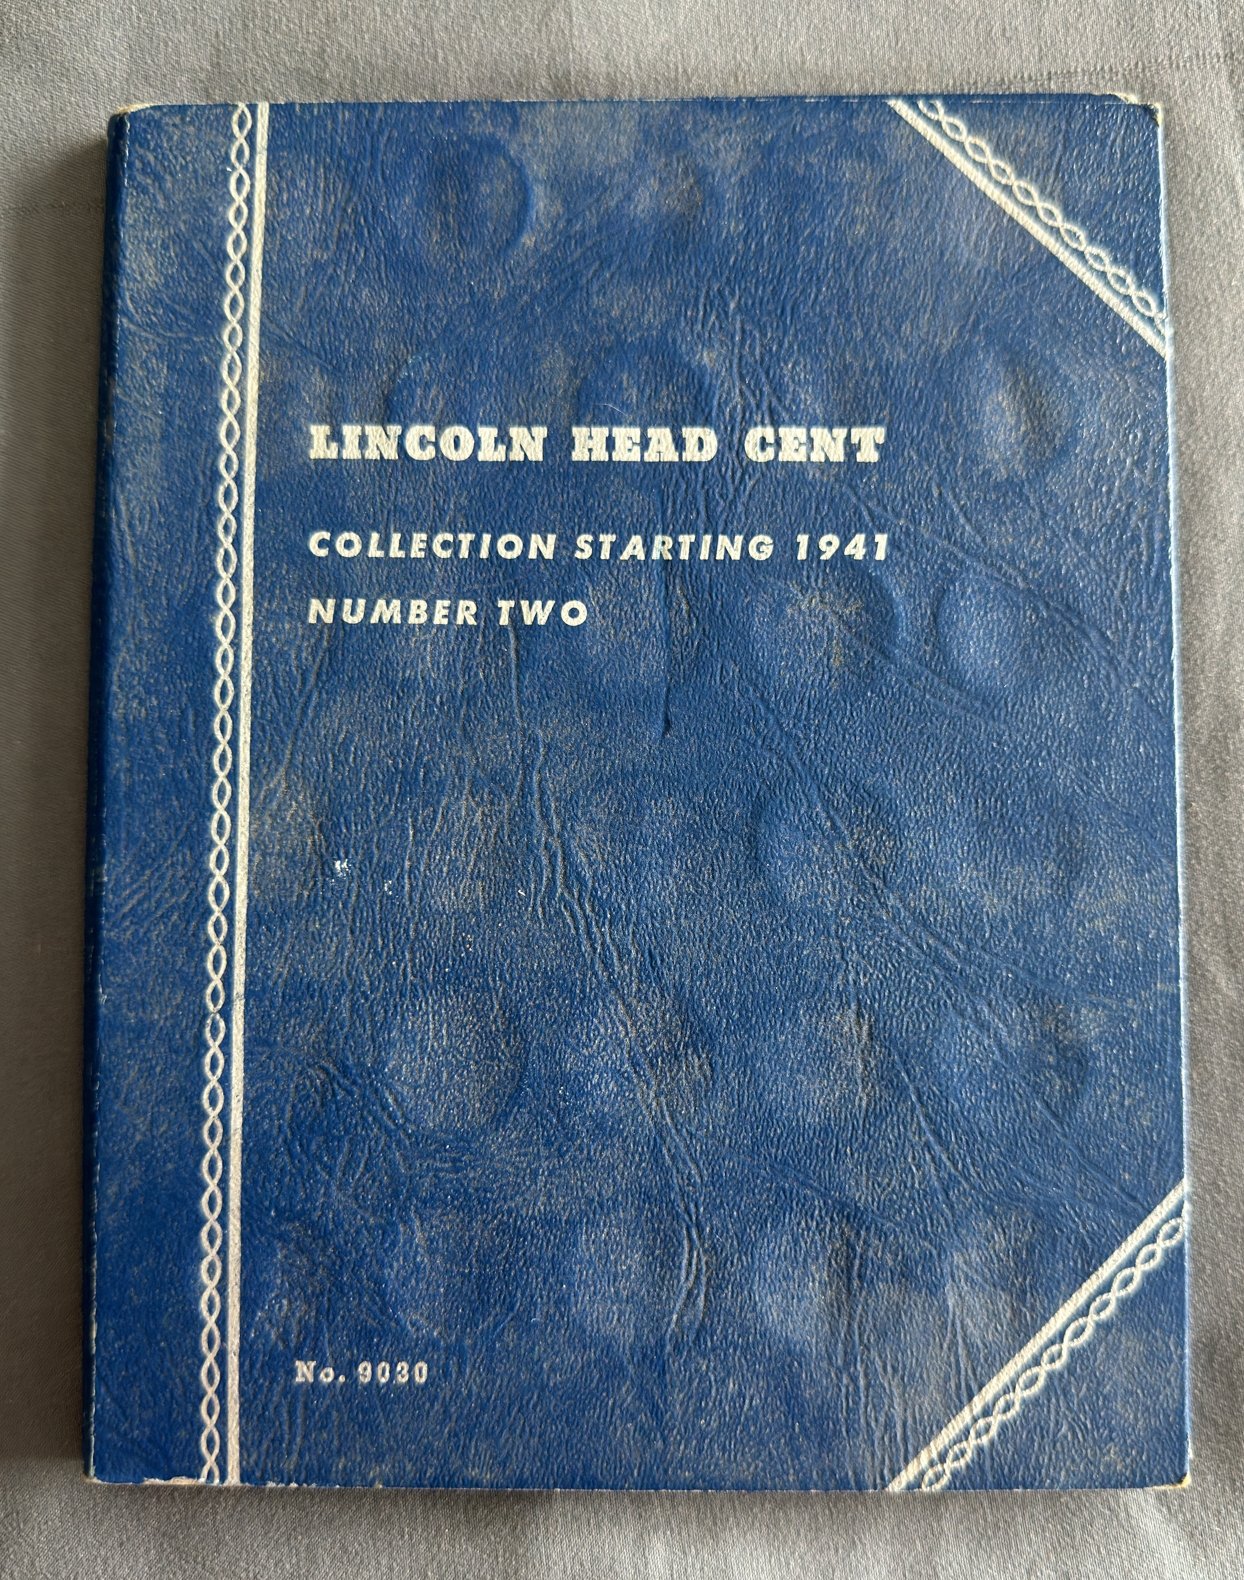 LINCOLN HEAD CENT
COLLECTION STARTING 1941
NUMBER TWO
No. 9030